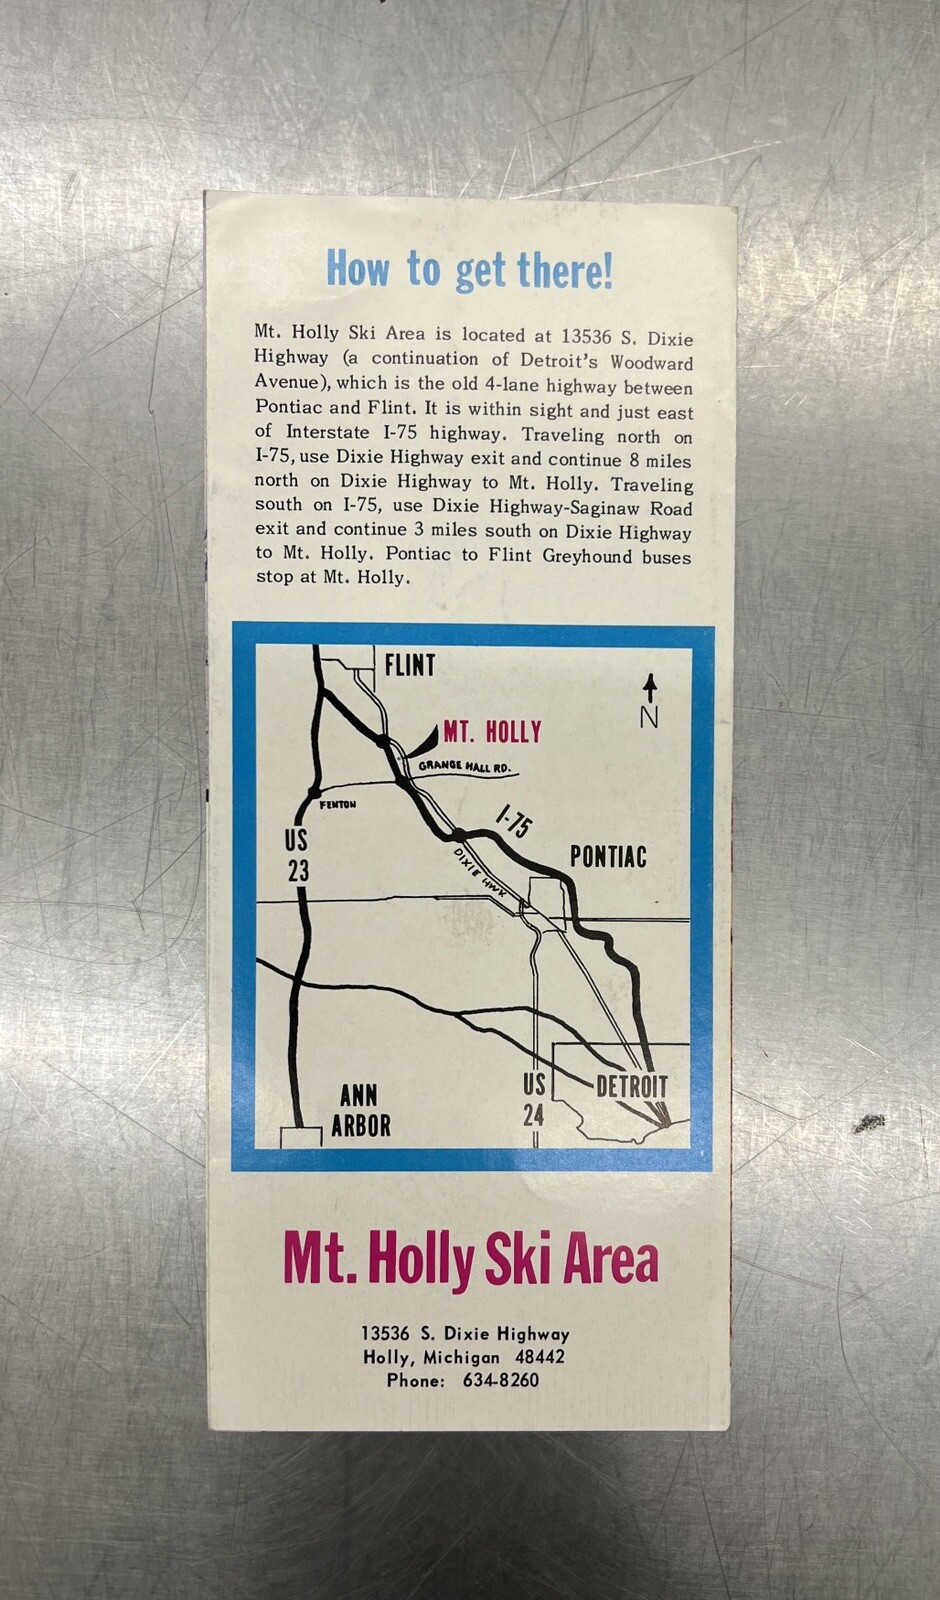 How to get there!
Mt. Holly Ski Area is located at 13536 S. Dixie
Highway (a continuation of Detroit's Woodward
Avenue), which is the old 4-lane highway between
Pontiac and Flint. It is within sight and just east
of Interstate I-75 highway. Traveling north on
I-75, use Dixie Highway exit and continue 8 miles
north on Dixie Highway to Mt. Holly. Traveling
south on I-75, use Dixie Highway-Saginaw Road
exit and continue 3 miles south on Dixie Highway
to Mt. Holly. Pontiac to Flint Greyhound buses
stop at Mt. Holly.
FLINT
N
MT. HOLLY
GRANGE HALL RD.
FENTON
I-75
US
23
DIXIE HWY
PONTIAC
ANN
ARBOR
US
24
DETROIT
Mt. Holly Ski Area
13536 S. Dixie Highway
Holly, Michigan 48442
Phone: 634-8260